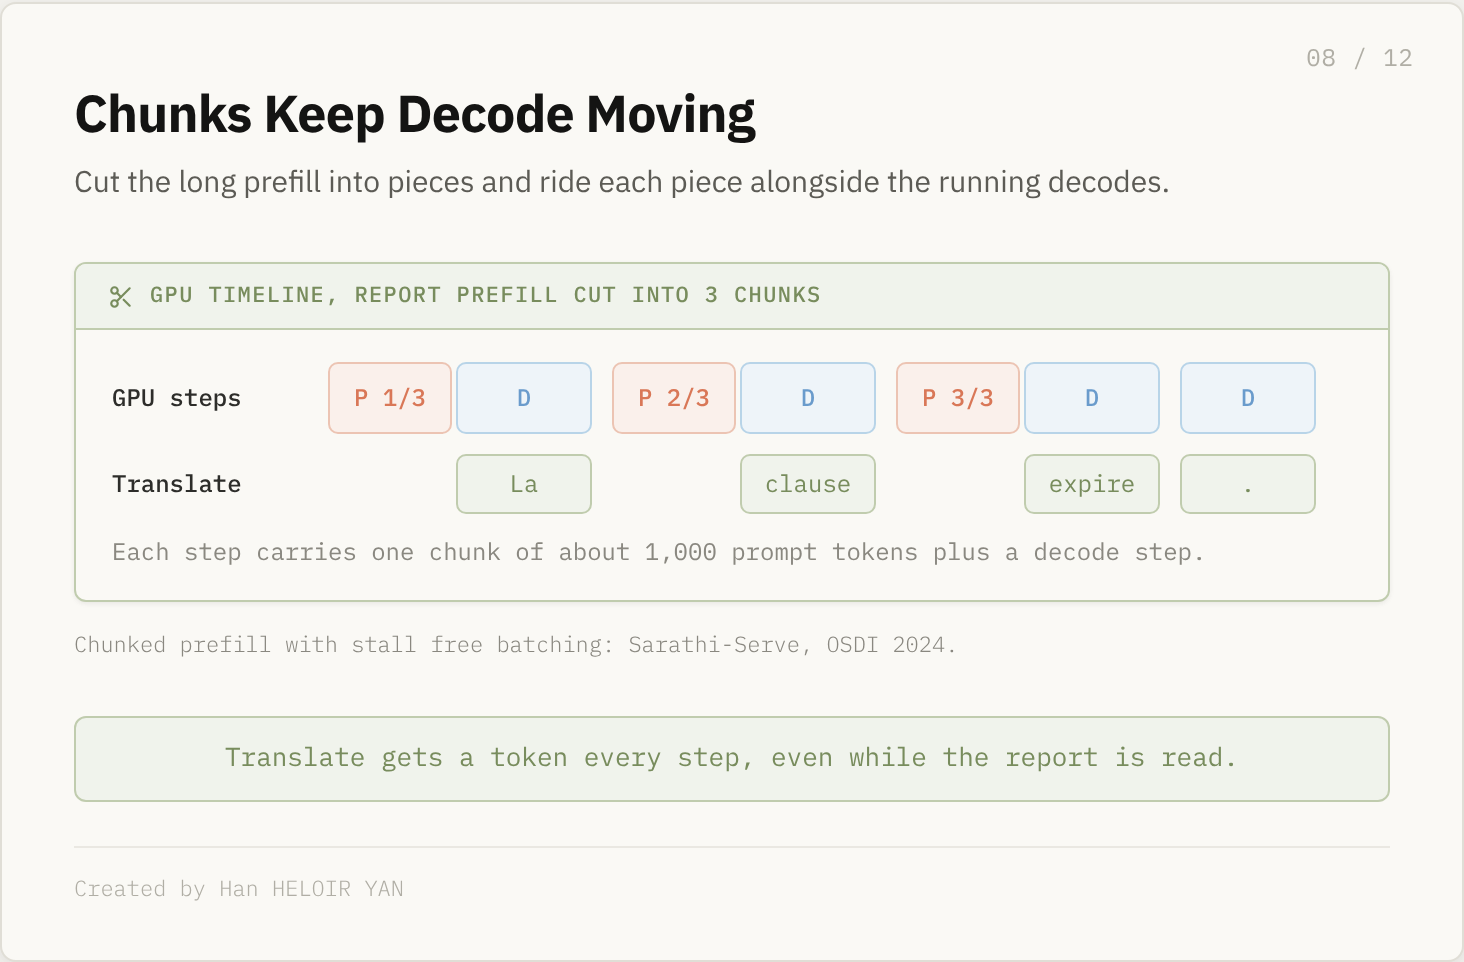 08 / 12
Chunks Keep Decode Moving
Cut the long prefill into pieces and ride each piece alongside the running decodes.
GPU TIMELINE, REPORT PREFILL CUT INTO 3 CHUNKS
GPU steps P 1/3 D P 2/3 D P 3/3 D D
Translate La clause expire .
Each step carries one chunk of about 1,000 prompt tokens plus a decode step.
Chunked prefill with stall free batching: Sarathi-Serve, OSDI 2024.
Translate gets a token every step, even while the report is read.
Created by Han HELOIR YAN